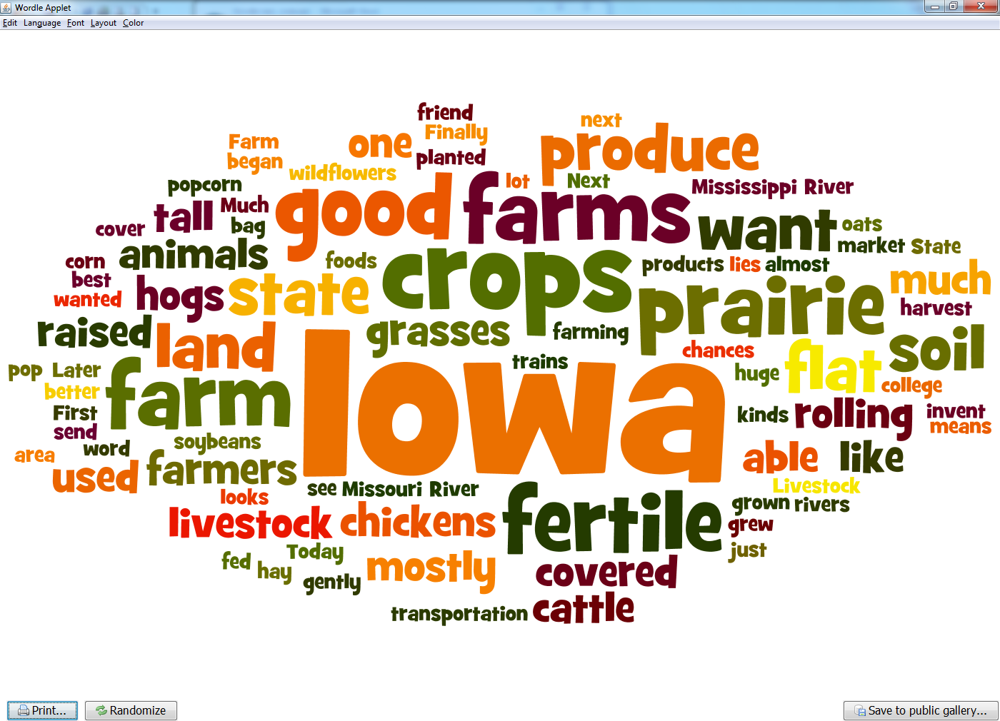 Wordle Applet
Edit Language Font Layout Color
friend
next
Farm
one
Finally
produce
began
planted
wildflowers
lot
Next
popcorn
good
farms
Mississippi River
tall
Much
want
cover
bag
oats
animals
market
State
corn
foods
crops
products
lies
almost
best
hogs
state
prairie
much
wanted
harvest
raised
land
grasses
farming
soil
pop
Later
farm
Iowa
trains
chances
huge
flat
better
college
First
kinds
rolling
invent
send
means
soybeans
area
word
used
farmers
able
like
looks
see
Missouri River
Livestock
livestock
chickens
fertile
grown
rivers
grew
Today
just
fed
hay
gently
mostly
covered
transportation
cattle
Print...
Randomize
Save to public gallery...